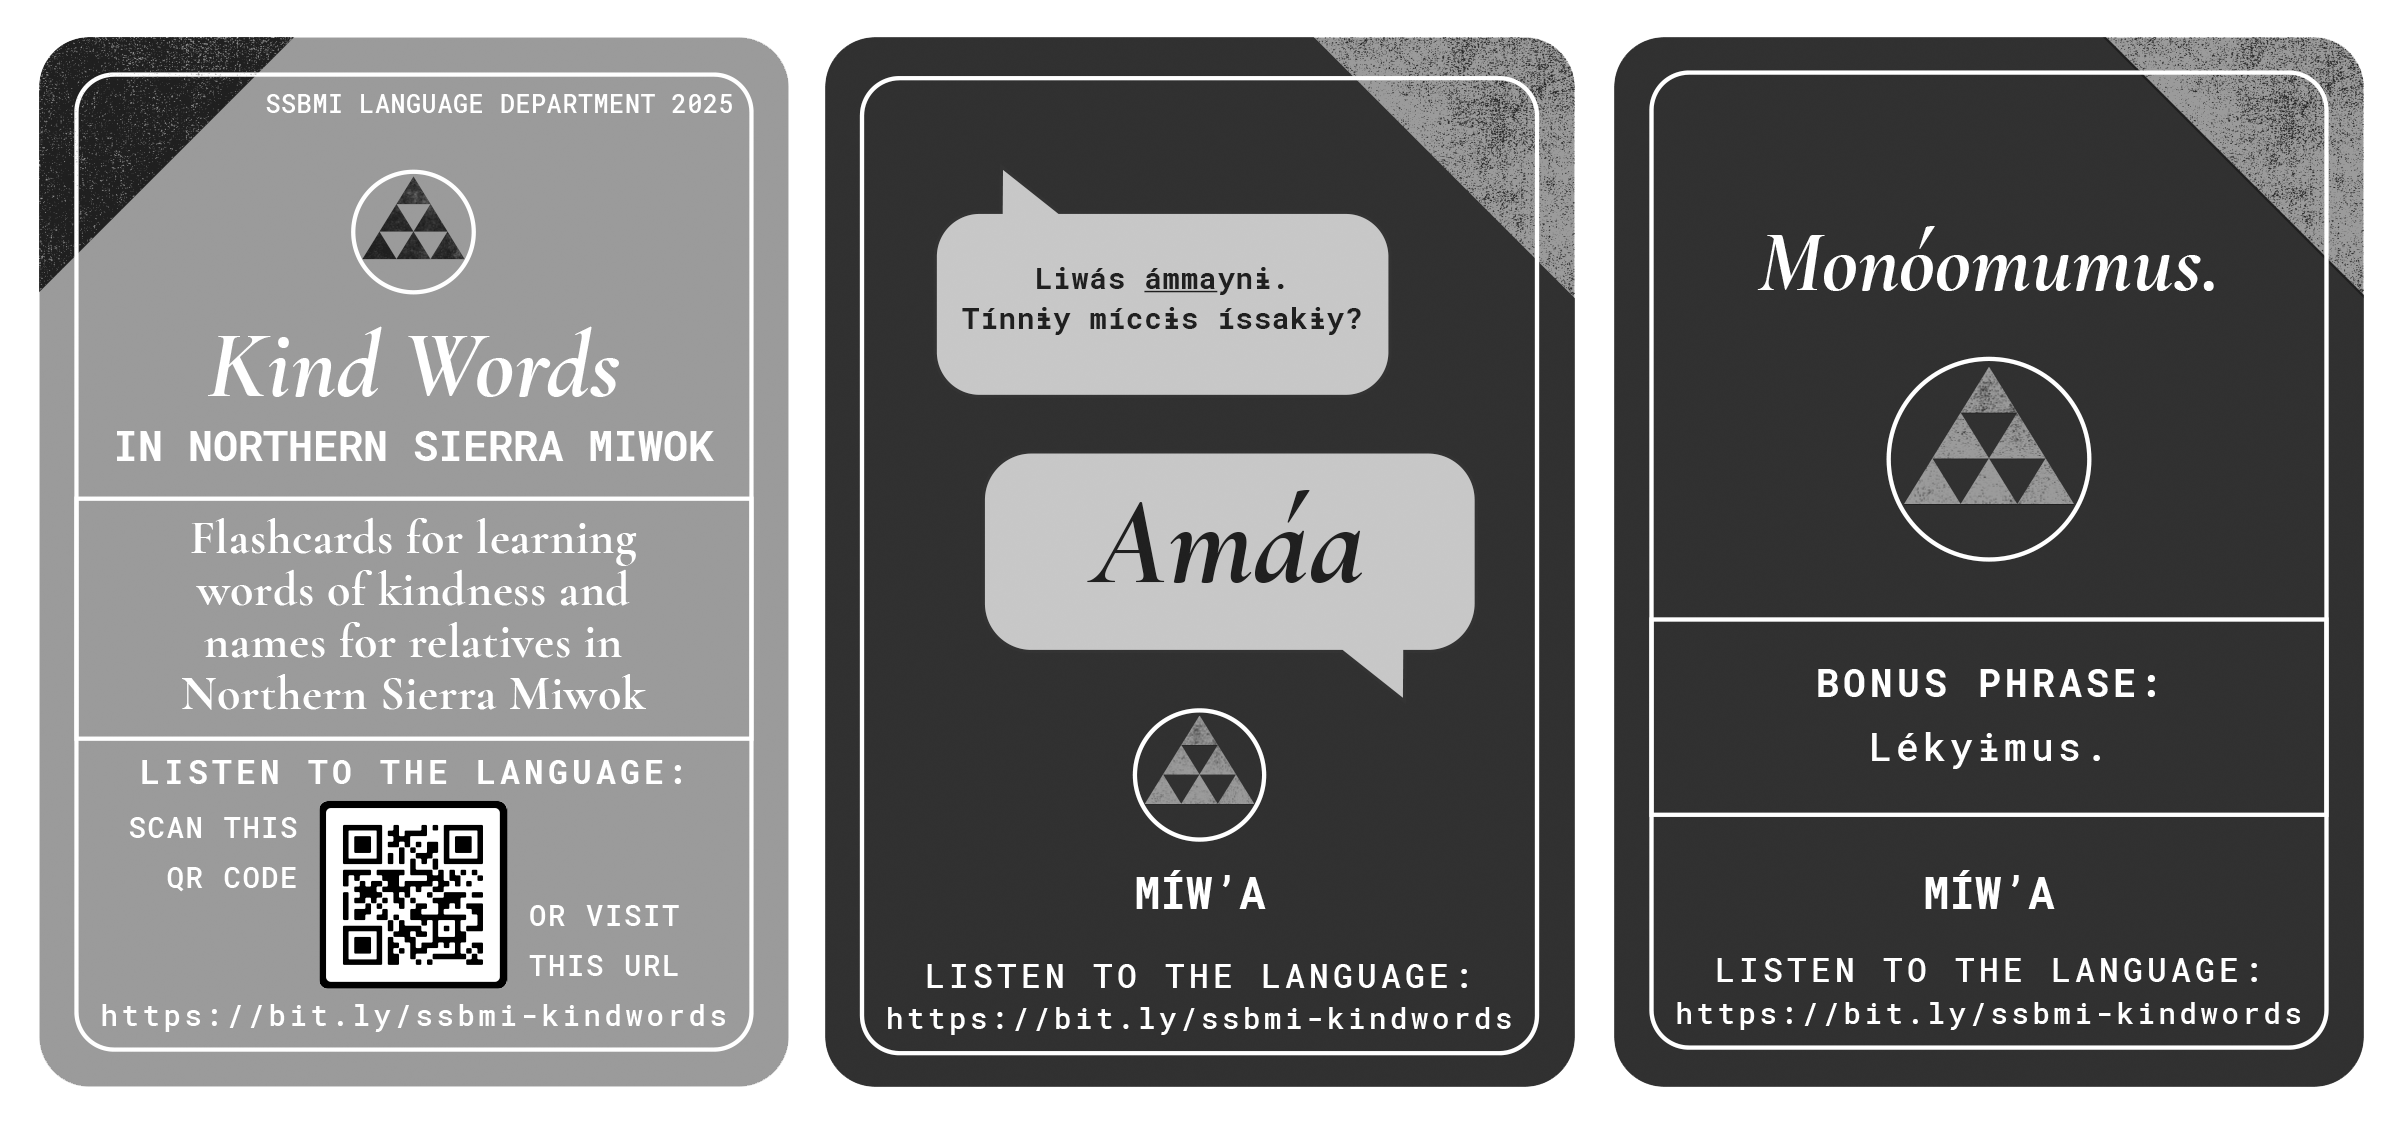 SSBMI LANGUAGE DEPARTMENT 2025
Kind Words
IN NORTHERN SIERRA MIWOK
Flashcards for learning
words of kindness and
names for relatives in
Northern Sierra Miwok
LISTEN TO THE LANGUAGE:
SCAN THIS
QR CODE
OR VISIT
THIS URL
https://bit.ly/ssbmi-kindwords
Liwás ámmaynɨ.
Tínnɨy míccɨs íssakɨy?
Amáa
MÍW’A
LISTEN TO THE LANGUAGE:
https://bit.ly/ssbmi-kindwords
Monóomumus.
BONUS PHRASE:
Lékyɨmus.
MÍW’A
LISTEN TO THE LANGUAGE:
https://bit.ly/ssbmi-kindwords